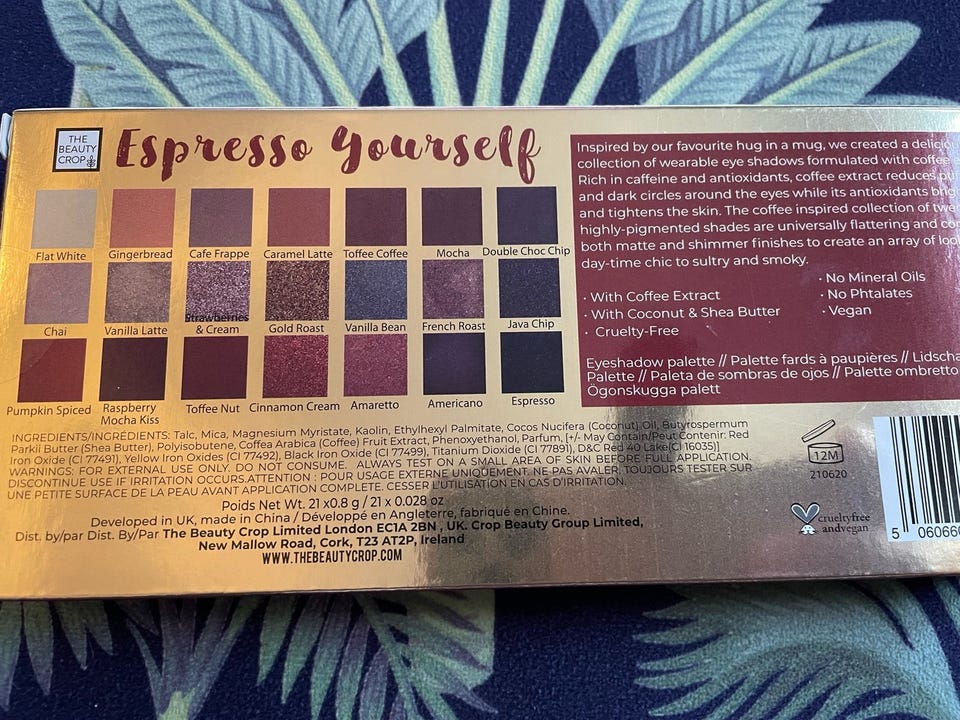 THE
BEAUTY
CROP
Espresso Yourself
Flat White Gingerbread Cafe Frappe Caramel Latte Toffee Coffee Mocha Double Choc Chip
Chai Vanilla Latte Strawberries & Cream Gold Roast Vanilla Bean French Roast Java Chip
Pumpkin Spiced Raspberry Mocha Kiss Toffee Nut Cinnamon Cream Amaretto Americano Espresso
Inspired by our favourite hug in a mug, we created a
collection of wearable eye shadows formulated with coffee
Rich in caffeine and antioxidants, coffee extract reduces
and dark circles around the eyes while its antioxidants
and tightens the skin. The coffee inspired collection of
highly-pigmented shades are universally flattering and
both matte and shimmer finishes to create an array of
day-time chic to sultry and smoky.
· With Coffee Extract
· With Coconut & Shea Butter
· Cruelty-Free
· No Mineral Oils
· No Phtalates
· Vegan
Eyeshadow palette // Palette fards à paupières //
Palette // Paleta de sombras de ojos // Palette ombretto
Ögonskugga palett
INGREDIENTS/INGRÉDIENTS: Talc, Mica, Magnesium Myristate, Kaolin, Ethylhexyl Palmitate, Cocos Nucifera (Coconut) Oil, Butyrospermum
Parkii Butter (Shea Butter), Polyisobutene, Coffea Arabica (Coffee) Fruit Extract, Phenoxyethanol, Parfum, [+/- May Contain/Peut Contenir: Red
Iron Oxide (CI 77491), Yellow Iron Oxides (CI 77492), Black Iron Oxide (CI 77499), Titanium Dioxide (CI 77891), D&C Red 40 Lake(CI 16035)]
WARNINGS: FOR EXTERNAL USE ONLY. DO NOT CONSUME. ALWAYS TEST ON A SMALL AREA OF SKIN BEFORE FULL APPLICATION.
DISCONTINUE USE IF IRRITATION OCCURS.ATTENTION : POUR USAGE EXTERNE UNIQUEMENT. NE PAS AVALER. TOUJOURS TESTER SUR
UNE PETITE SURFACE DE LA PEAU AVANT APPLICATION COMPLETE. CESSER L'UTILISATION EN CAS D'IRRITATION.
Poids Net Wt. 21 x0.8 g / 21 x 0.028 oz
Developed in UK, made in China / Développé en Angleterre, fabriqué en Chine.
Dist. by/par Dist. By/Par The Beauty Crop Limited London EC1A 2BN , UK. Crop Beauty Group Limited,
New Mallow Road, Cork, T23 AT2P, Ireland
WWW.THEBEAUTYCROP.COM
12M
210620
crueltyfree
andvegan
5 06066